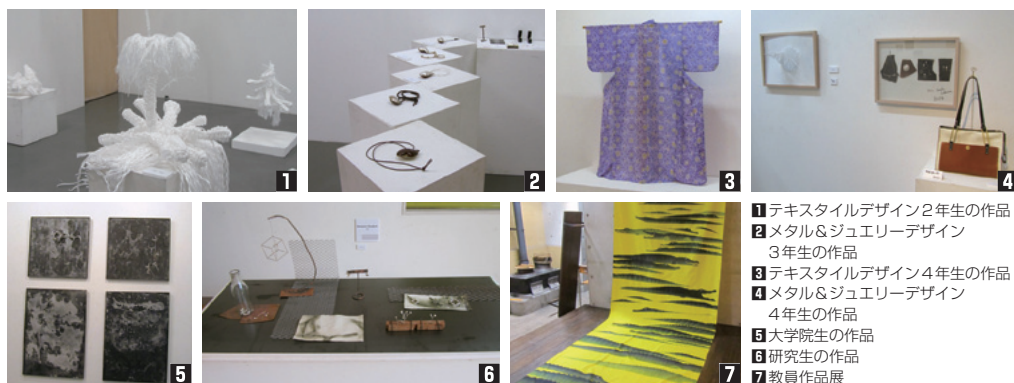 1
2
3
4
5
6
7
1 テキスタイルデザイン2年生の作品
2 メタル&ジュエリーデザイン
3年生の作品
3 テキスタイルデザイン4年生の作品
4 メタル&ジュエリーデザイン
4年生の作品
5 大学院生の作品
6 研究生の作品
7 教員作品展